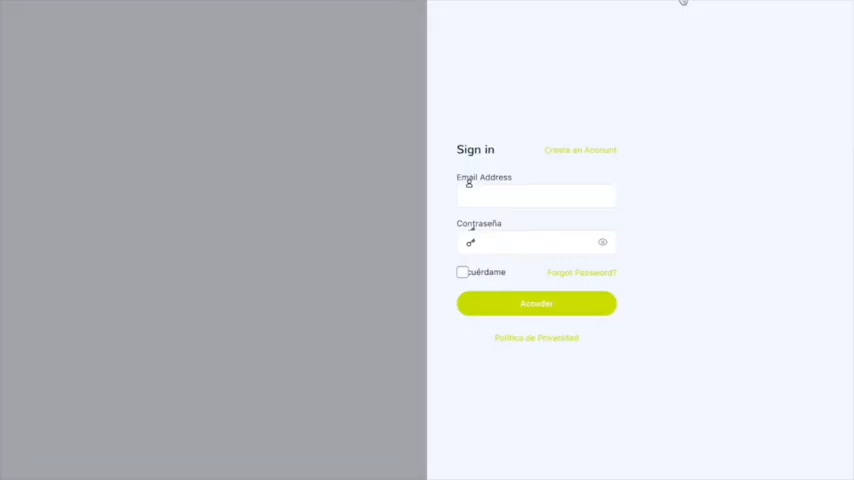 Sign in
Create an Account
Email Address
Contraseña
cuérdame
Forgot Password?
Acceder
Política de Privacidad